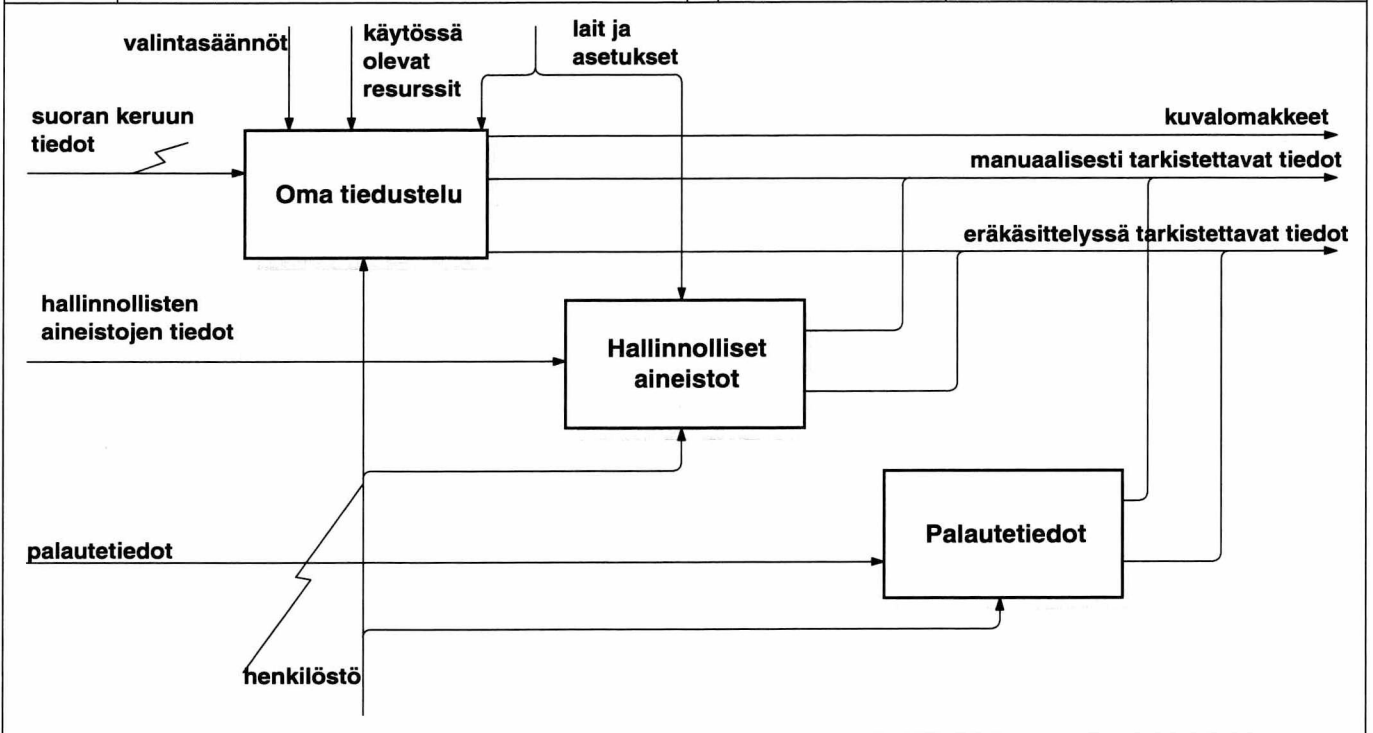 valintasäännöt
käytössä
olevat
resurssit
lait ja
asetukset
suoran keruun
tiedot
kuvalomakkeet
manuaalisesti tarkistettavat tiedot
Oma tiedustelu
eräkäsittelyssä tarkistettavat tiedot
hallinnollisten
aineistojen tiedot
Hallinnolliset
aineistot
Palautetiedot
palautetiedot
henkilöstö